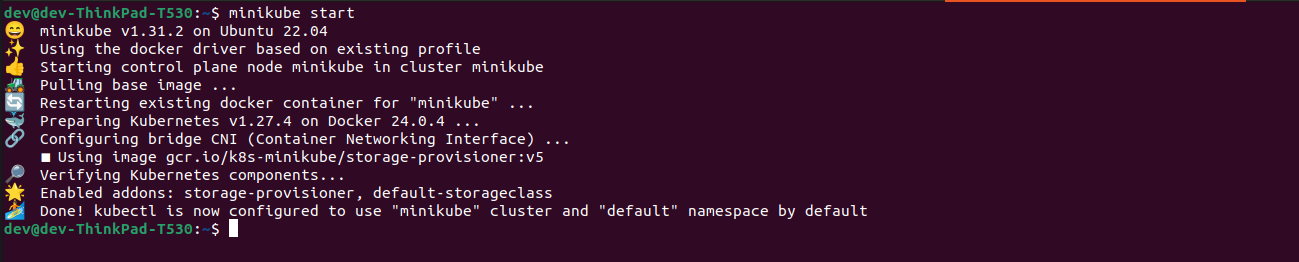 dev@dev-ThinkPad-T530:~$ minikube start
😄  minikube v1.31.2 on Ubuntu 22.04
✨  Using the docker driver based on existing profile
👍  Starting control plane node minikube in cluster minikube
🚜  Pulling base image ...
🔄  Restarting existing docker container for "minikube" ...
🐳  Preparing Kubernetes v1.27.4 on Docker 24.0.4 ...
🔗  Configuring bridge CNI (Container Networking Interface) ...
    ▪ Using image gcr.io/k8s-minikube/storage-provisioner:v5
🔎  Verifying Kubernetes components...
🌟  Enabled addons: storage-provisioner, default-storageclass
🏄  Done! kubectl is now configured to use "minikube" cluster and "default" namespace by default
dev@dev-ThinkPad-T530:~$